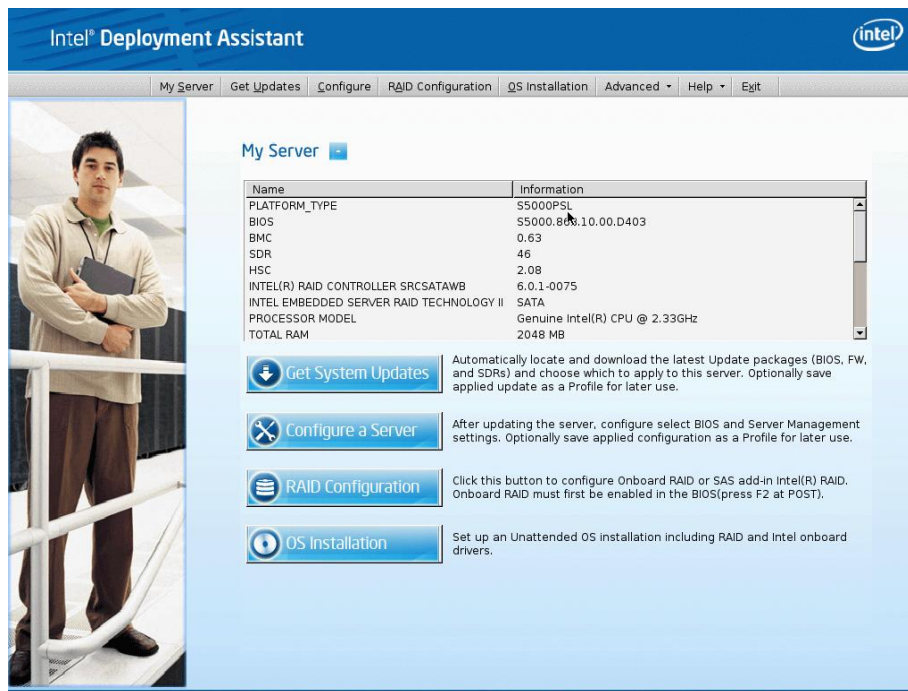 Intel® Deployment Assistant
intel
My Server Get Updates Configure RAID Configuration OS Installation Advanced Help Exit
My Server
Name Information
PLATFORM_TYPE S5000PSL
BIOS
BMC 0.63
SDR 46
HSC 2.08
INTEL(R) RAID CONTROLLER SRCSATAWB 6.0.1-0075
INTEL EMBEDDED SERVER RAID TECHNOLOGY II SATA
PROCESSOR MODEL Genuine Intel(R) CPU @ 2.33GHz
TOTAL RAM 2048 MB
Get System Updates
Automatically locate and download the latest Update packages (BIOS, FW,
and SDRs) and choose which to apply to this server. Optionally save
applied update as a Profile for later use.
Configure a Server
After updating the server, configure select BIOS and Server Management
settings. Optionally save applied configuration as a Profile for later use.
RAID Configuration
Click this button to configure Onboard RAID or SAS add-in Intel(R) RAID.
Onboard RAID must first be enabled in the BIOS(press F2 at POST).
OS Installation
Set up an Unattended OS installation including RAID and Intel onboard
drivers.